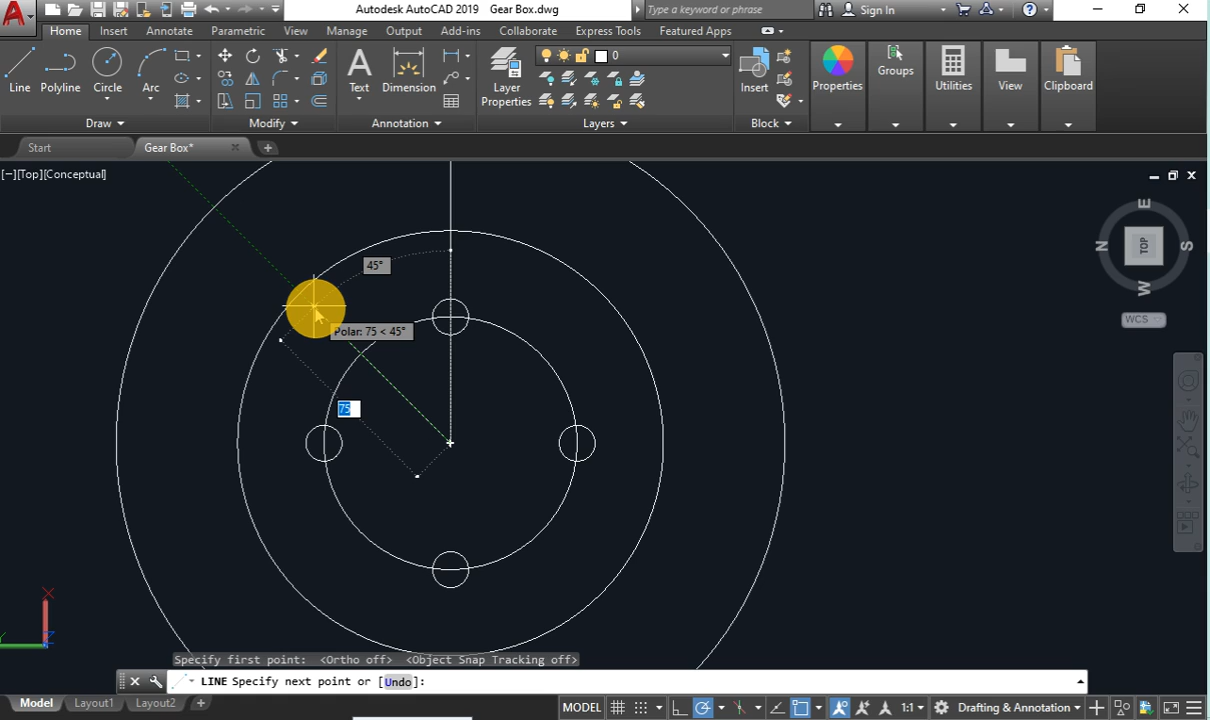 Autodesk AutoCAD 2019 Gear Box.dwg
Type a keyword or phrase
Sign In
Home Insert Annotate Parametric View Manage Output Add-ins Collaborate Express Tools Featured Apps
0
Line Polyline Circle Arc Text Dimension Layer Properties Insert Properties Groups Utilities View Clipboard
Draw Modify Annotation Layers Block
Start Gear Box*
[−][Top][Conceptual]
E
N TOP S
W
WCS
45°
Polar: 75 < 45°
75
X
Y
Z
Specify first point: <Ortho off> <Object Snap Tracking off>
LINE Specify next point or [Undo]:
Model Layout1 Layout2 +
MODEL 1:1 Drafting & Annotation